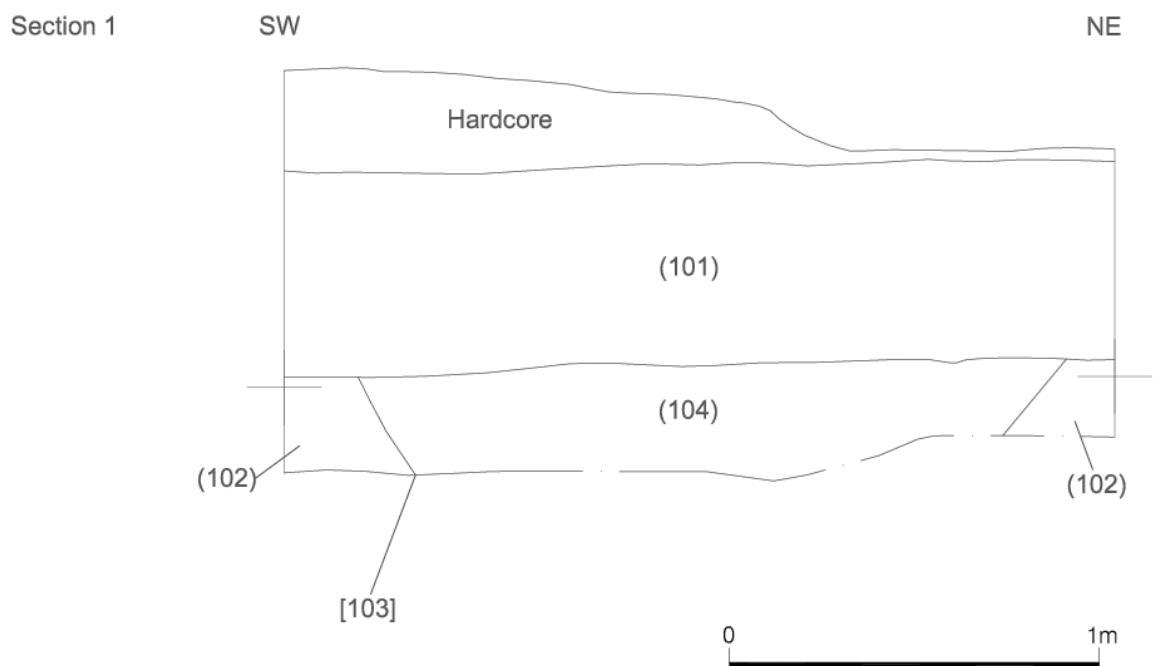 Section 1
SW
NE
Hardcore
(101)
(104)
(102)
(102)
[103]
0
1m